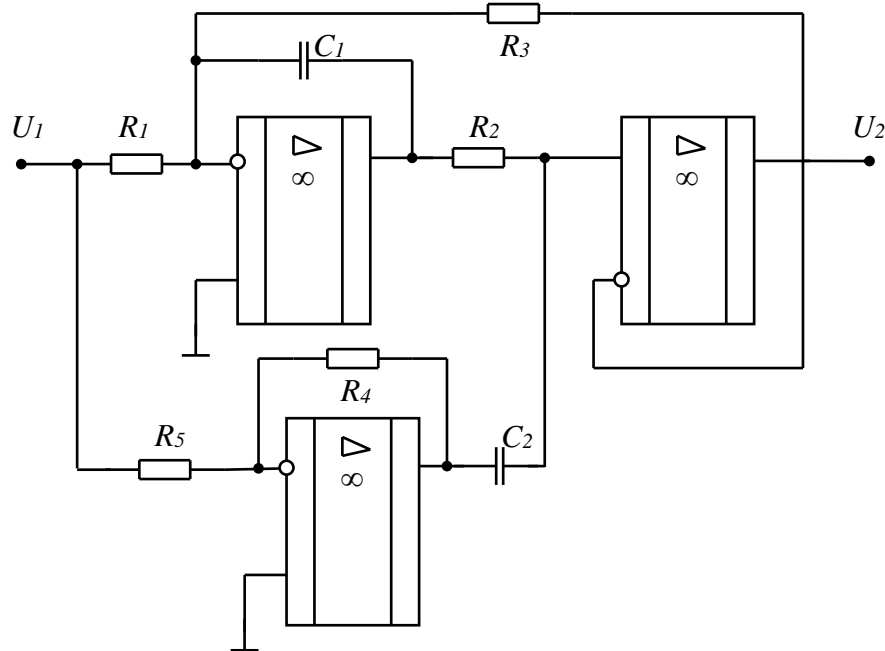 R3
C1
U1
R1
R2
U2
▷
∞
▷
∞
R4
R5
C2
▷
∞